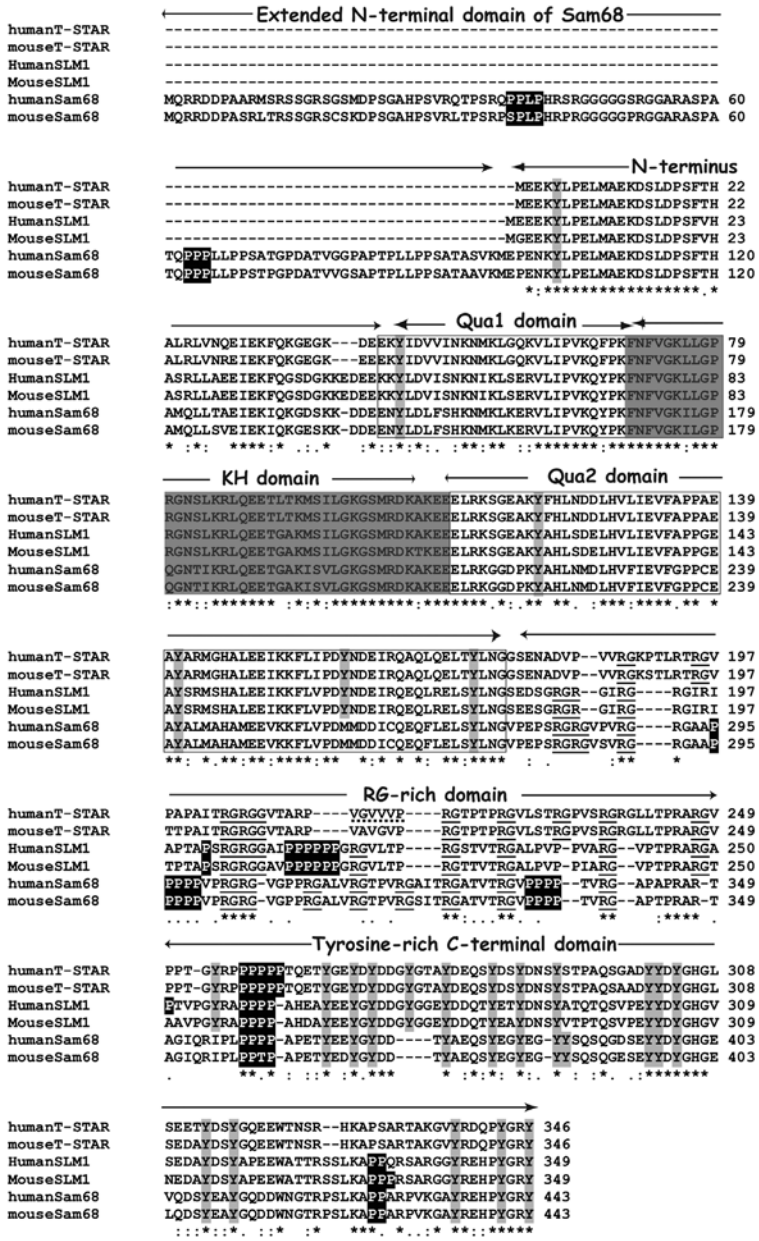 Extended N-terminal domain of Sam68
humanT-STAR ------------------------------------------------------------
mouseT-STAR ------------------------------------------------------------
HumanSLM1 ------------------------------------------------------------
MouseSLM1 ------------------------------------------------------------
humanSam68 MQRRDDPAARMSRSSGRSGSMDPSGAHPSVRQTPSRQPPLPHRSRGGGGGSRGGARASPA 60
mouseSam68 MQRRDDPASRLTRSSGRSCSKDPSGAHPSVRLTPSRPSPLPHRPRGGGGGPRGGARASPA 60
N-terminus
humanT-STAR --------------------------------------MEEKYLPELMAEKDSLDPSFTH 22
mouseT-STAR --------------------------------------MEEKYLPELMAEKDSLDPSFTH 22
HumanSLM1 -------------------------------------MEEEKYLPELMAEKDSLDPSFVH 23
MouseSLM1 -------------------------------------MGEEKYLPELMAEKDSLDPSFVH 23
humanSam68 TQPPPLLPPSATGPDATVGGPAPTPLLPPSATASVKMEPENKYLPELMAEKDSLDPSFTH 120
mouseSam68 TQPPPLLPPSTPGPDATVVGSAPTPLLPPSATAAVKMEPENKYLPELMAEKDSLDPSFTH 120
*:*****************.*
Qua1 domain
humanT-STAR ALRLVNQEIEKFQKGEGK---DEEKYIDVVINKNMKLGQKVLIPVKQFPKFNFVGKLLGP 79
mouseT-STAR ALRLVNREIEKFQKGEGK---DEEKYIDVVINKNMKLGQKVLIPVKQFPKFNFVGKLLGP 79
HumanSLM1 ASRLLAEEIEKFQGSDGKKEDEEKKYLDVISNKNIKLSERVLIPVKQYPKFNFVGKLLGP 83
MouseSLM1 ASRLLAEEIEKFQGSDGKKEDEEKKYLDVISNKNIKLSERVLIPVKQYPKFNFVGKLLGP 83
humanSam68 AMQLLTAEIEKIQKGDSKK-DDEENYLDLFSHKNMKLKERVLIPVKQYPKFNFVGKILGP 179
mouseSam68 AMQLLSVEIEKIQKGESKK-DDEENYLDLFSHKNMKLKERVLIPVKQYPKFNFVGKILGP 179
KH domain
Qua2 domain
humanT-STAR RGNSLKRLQEETLTKMSILGKGSMRDKAKEEELRKSGEAKYFHLNDDLHVLIEVFAPPAE 139
mouseT-STAR RGNSLKRLQEETLTKMSILGKGSMRDKAKEEELRKSGEAKYFHLNDDLHVLIEVFAPPAE 139
HumanSLM1 RGNSLKRLQEETGAKMSILGKGSMRDKAKEEELRKSGEAKYAHLSDELHVLIEVFAPPGE 143
MouseSLM1 RGNSLKRLQEETGAKMSILGKGSMRDKTKEEELRKSGEAKYAHLSDELHVLIEVFAPPGE 143
humanSam68 QGNTIKRLQEETGAKISVLGKGSMRDKAKEEELRKGGDPKYAHLNMDLHVFIEVFGPPCE 239
mouseSam68 QGNTIKRLQEETGAKISVLGKGSMRDKAKEEELRKGGDPKYAHLNMDLHVFIEVFGPPCE 239
humanT-STAR AYARMGHALEEIKKFLIPDYNDEIRQAQLQELTYLNGGSENADVP--VVRGKPTLRTRGV 197
mouseT-STAR AYARMGHALEEIKKFLIPDYNDEIRQAQLQELTYLNGGSENADVP--VVRGKSTLRTRGV 197
HumanSLM1 AYSRMSHALEEIKKFLVPDYNDEIRQEQLRELSYLNGSEDSGRGR--GIRG----RGIRI 197
MouseSLM1 AYSRMSHALEEIKKFLVPDYNDEIRQEQLRELSYLNGSEESGRGR--GIRG----RGIRI 197
humanSam68 AYALMAHAMEEVKKFLVPDMMDDICQEQFLELSYLNGVPEPSRGRGVPVRG----RGAAP 295
mouseSam68 AYALMAHAMEEVKKFLVPDMMDDICQEQFLELSYLNGVPEPSRGRGVSVRG----RGAAP 295
RG-rich domain
humanT-STAR PAPAITRGRGGVTARP----VGVVVP----RGTPTPRGVLSTRGPVSRGRGLLTPRARGV 249
mouseT-STAR TTPAITRGRGGVTARP----VAVGVP----RGTPTPRGVLSTRGPVSRGRGLLTPRARGV 249
HumanSLM1 APTAPSRGRGGAIPPPPPPGRGVLTP----RGSTVTRGALPVP-PVARG--VPTPRARGA 250
MouseSLM1 TPTAPSRGRGGAVPPPPPPGRGVLTP----RGTTVTRGALPVP-PIARG--VPTPRARGT 250
humanSam68 PPPPVPRGRG-VGPPRGALVRGTPVRGAITRGATVTRGVPPPP--TVRG--APAPRAR-T 349
mouseSam68 PPPPVPRGRG-VGPPRGALVRGTPVRGSITRGATVTRGVPPPP--TVRG--APTPRAR-T 349
Tyrosine-rich C-terminal domain
humanT-STAR PPT-GYRPPPPPPTQETYGEYDYDDGYGTAYDEQSYDSYDNSYSTPAQSGADYYDYGHGL 308
mouseT-STAR PPT-GYRPPPPPPTQETYGEYDYDDGYGTAYDEQSYDSYDNSYSTPAQSAADYYDYGHGL 308
HumanSLM1 PTVPGYRAPPPP-AHEAYEEYGYDDGYGGEYDDQTYETYDNSYATQTQSVPEYYDYGHGV 309
MouseSLM1 AAVPGYRAPPPP-AHDAYEEYGYDDGYGGEYDDQTYEAYDNSYVTPTQSVPEYYDYGHGV 309
humanSam68 AGIQRIPLPPPP-APETYEEYGYDD----TYAEQSYEGYEG-YYSQSQGDSEYYDYGHGE 403
mouseSam68 AGIQRIPLPPTP-APETYEDYGYDD----TYAEQSYEGYEG-YYSQSQGESEYYDYGHGE 403
humanT-STAR SEETYDSYGQEEWTNSR--HKAPSARTAKGVYRDQPYGRY 346
mouseT-STAR SEDAYDSYGQEEWTNSR--HKAPSARTAKGVYRDQPYGRY 346
HumanSLM1 SEDAYDSYAPEEWATTRSSLKAPPQRSARGGYREHPYGRY 349
MouseSLM1 NEDAYDSYAPEEWATTRSSLKAPPPRSARGGYREHPYGRY 349
humanSam68 VQDSYEAYGQDDWNGTRPSLKAPPARPVKGAYREHPYGRY 443
mouseSam68 LQDSYEAYGQDDWNGTRPSLKAPPARPVKGAYREHPYGRY 443